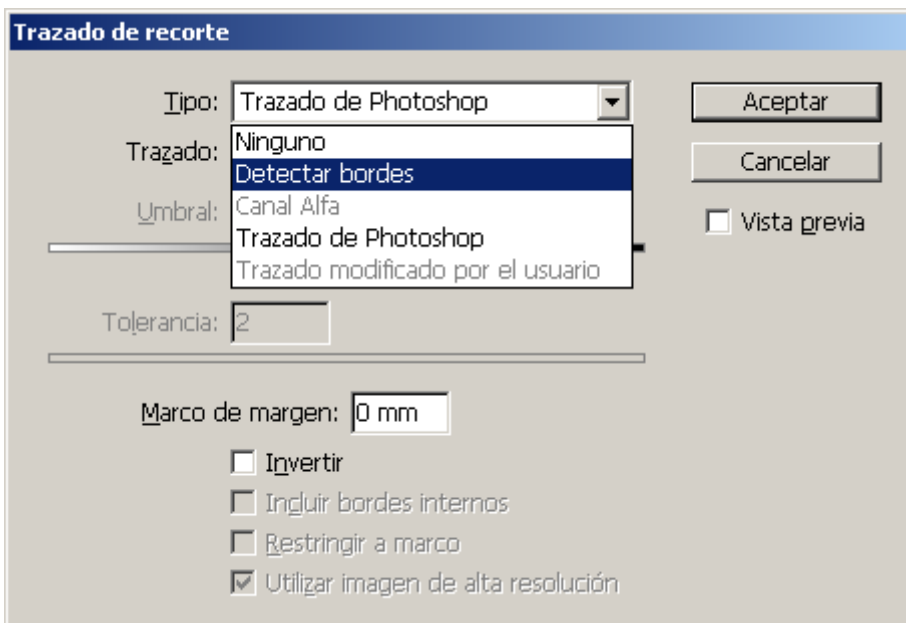 Trazado de recorte
Tipo: Trazado de Photoshop
Aceptar
Trazado:
Ninguno
Detectar bordes
Cancelar
Umbral:
Canal Alfa
Vista previa
Trazado de Photoshop
Trazado modificado por el usuario
Tolerancia: 2
Marco de margen: 0 mm
Invertir
Incluir bordes internos
Restringir a marco
Utilizar imagen de alta resolución